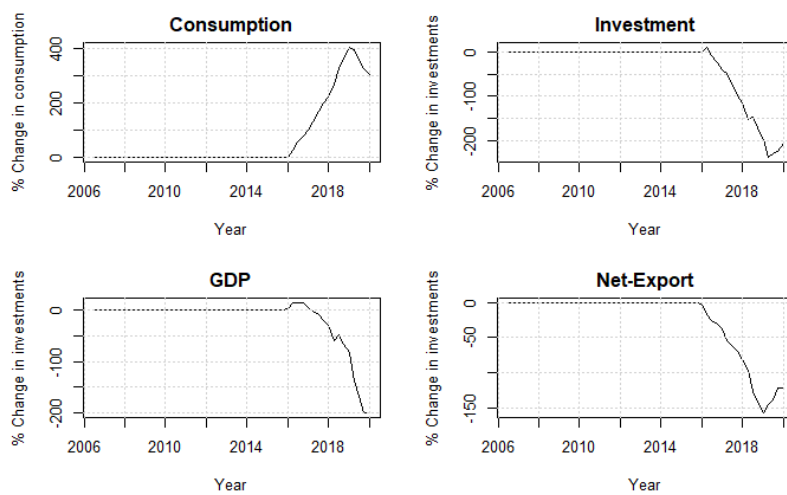 Consumption
% Change in consumption
400
200
0
2006
2010
2014
2018
Year
Investment
% Change in investments
0
-100
-200
2006
2010
2014
2018
Year
GDP
% Change in investments
0
-100
-200
2006
2010
2014
2018
Year
Net-Export
% Change in investments
0
-50
-150
2006
2010
2014
2018
Year